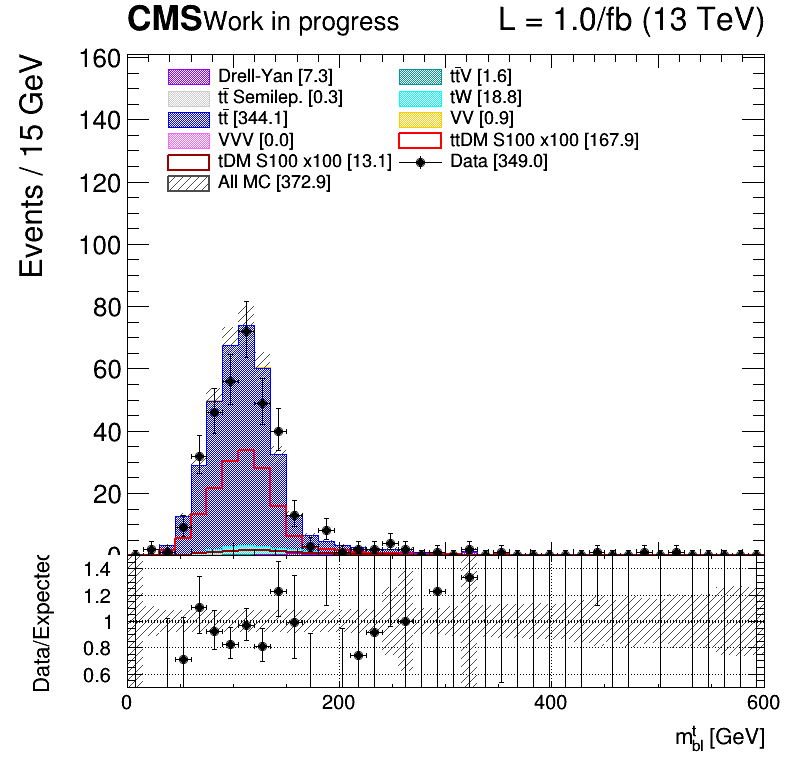 CMS Work in progress L = 1.0/fb (13 TeV)
Events / 15 GeV
160
140
120
100
80
60
40
20
0
Drell-Yan [7.3] tt̄V [1.6]
tt̄ Semilep. [0.3] tW [18.8]
tt̄ [344.1] VV [0.9]
VVV [0.0] ttDM S100 x100 [167.9]
tDM S100 x100 [13.1] Data [349.0]
All MC [372.9]
Data/Expected
1.4
1.2
1
0.8
0.6
0 200 400 600
m^t_bl [GeV]